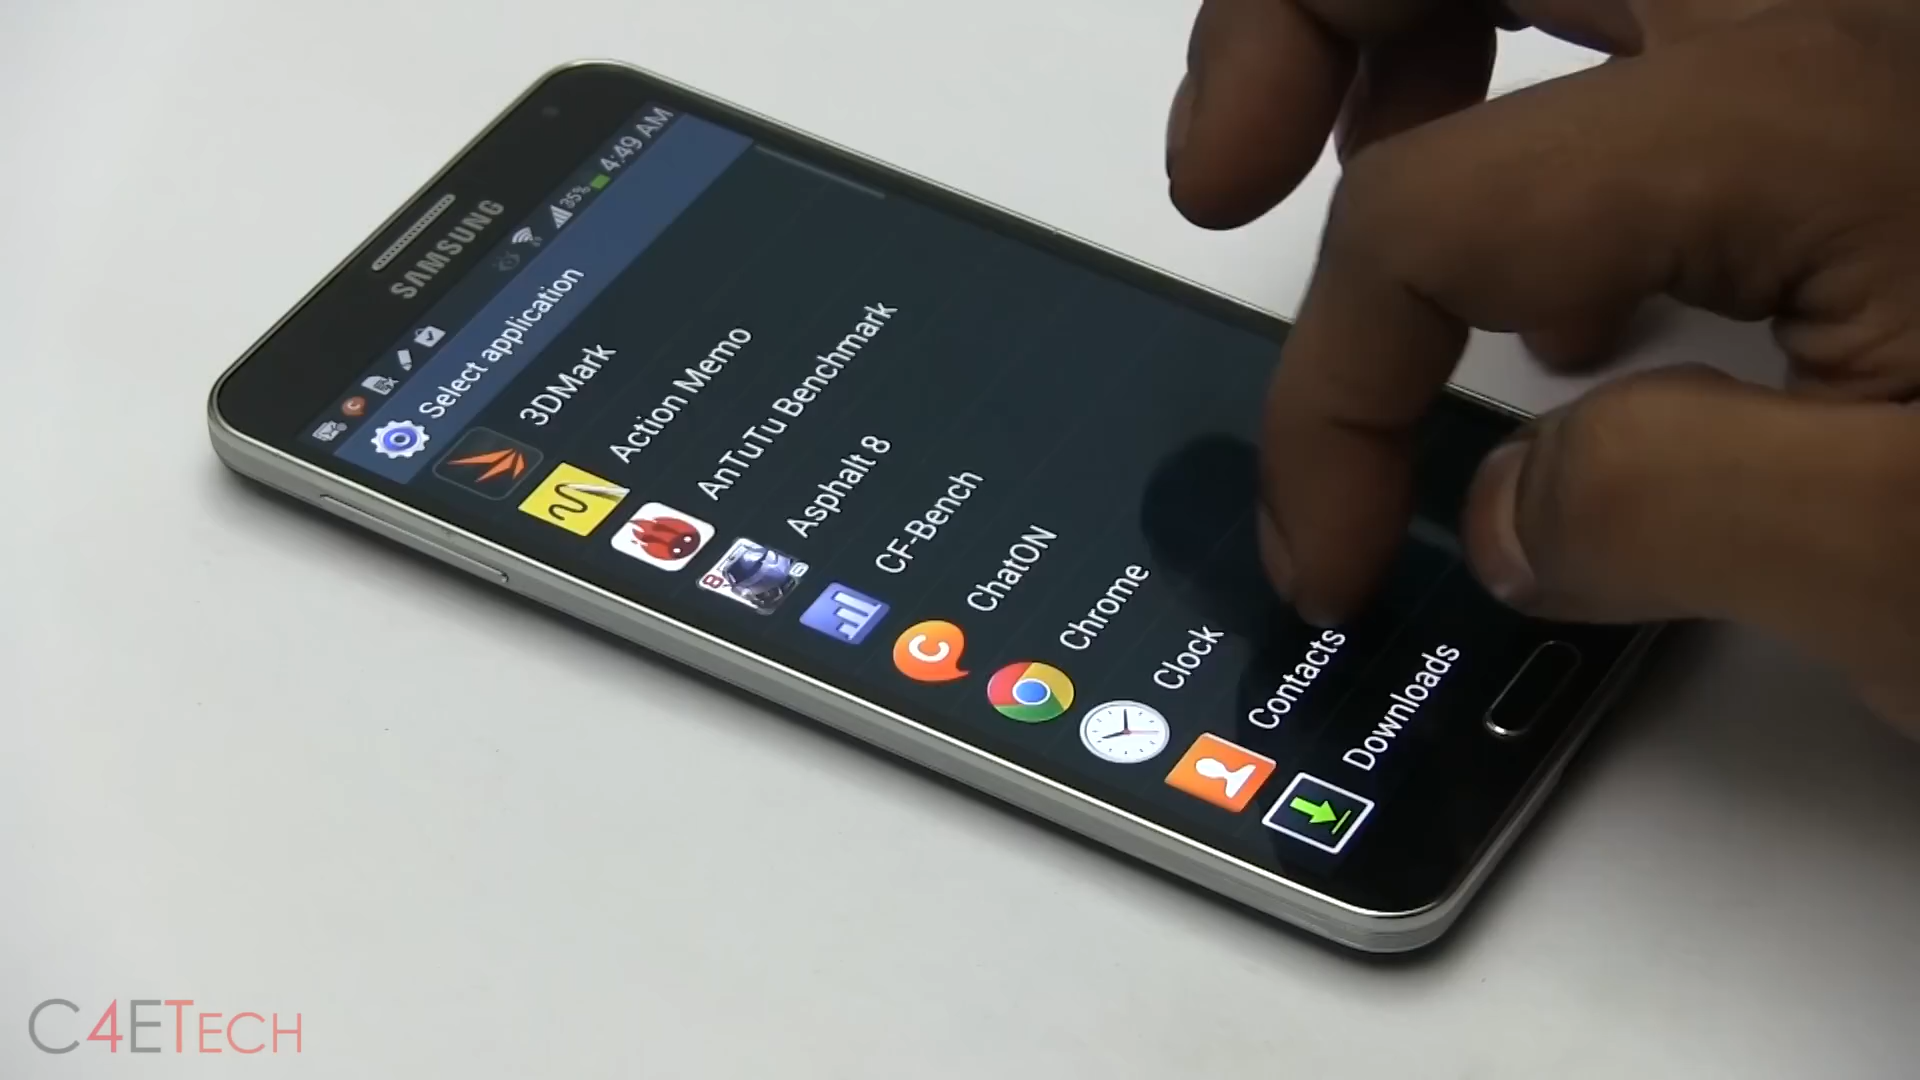 SAMSUNG
35% 4:49 AM
Select application
3DMark
Action Memo
AnTuTu Benchmark
Asphalt 8
CF-Bench
ChatON
Chrome
Clock
Contacts
Downloads
C4ETECH